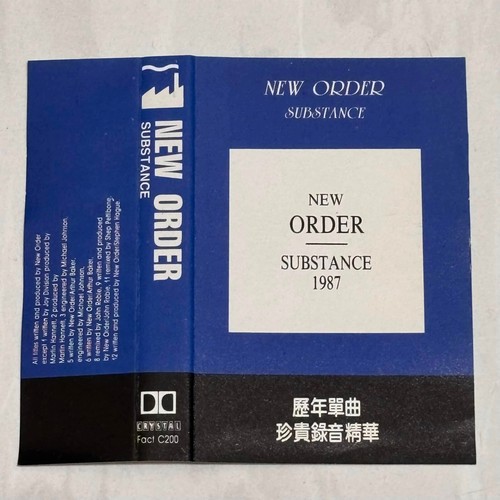 NEW ORDER
SUBSTANCE
NEW
ORDER
SUBSTANCE
1987
歷年單曲
珍貴錄音精華
NEW ORDER
SUBSTANCE
CRYSTAL
Fact C200
All titles written and produced by New Order
except 1 written by Joy Division produced by
Martin Hannett, 2 produced by
Martin Hannett, 3 engineered by Michael Johnson,
5 written by New Order/Arthur Baker,
engineered by Michael Johnson,
6 written by New Order/Arthur Baker,
8 remixed by John Robie, 9 written and produced
by New Order/John Robie, 11 remixed by Shep Pettibone,
12 written and produced by New Order/Stephen Hague.